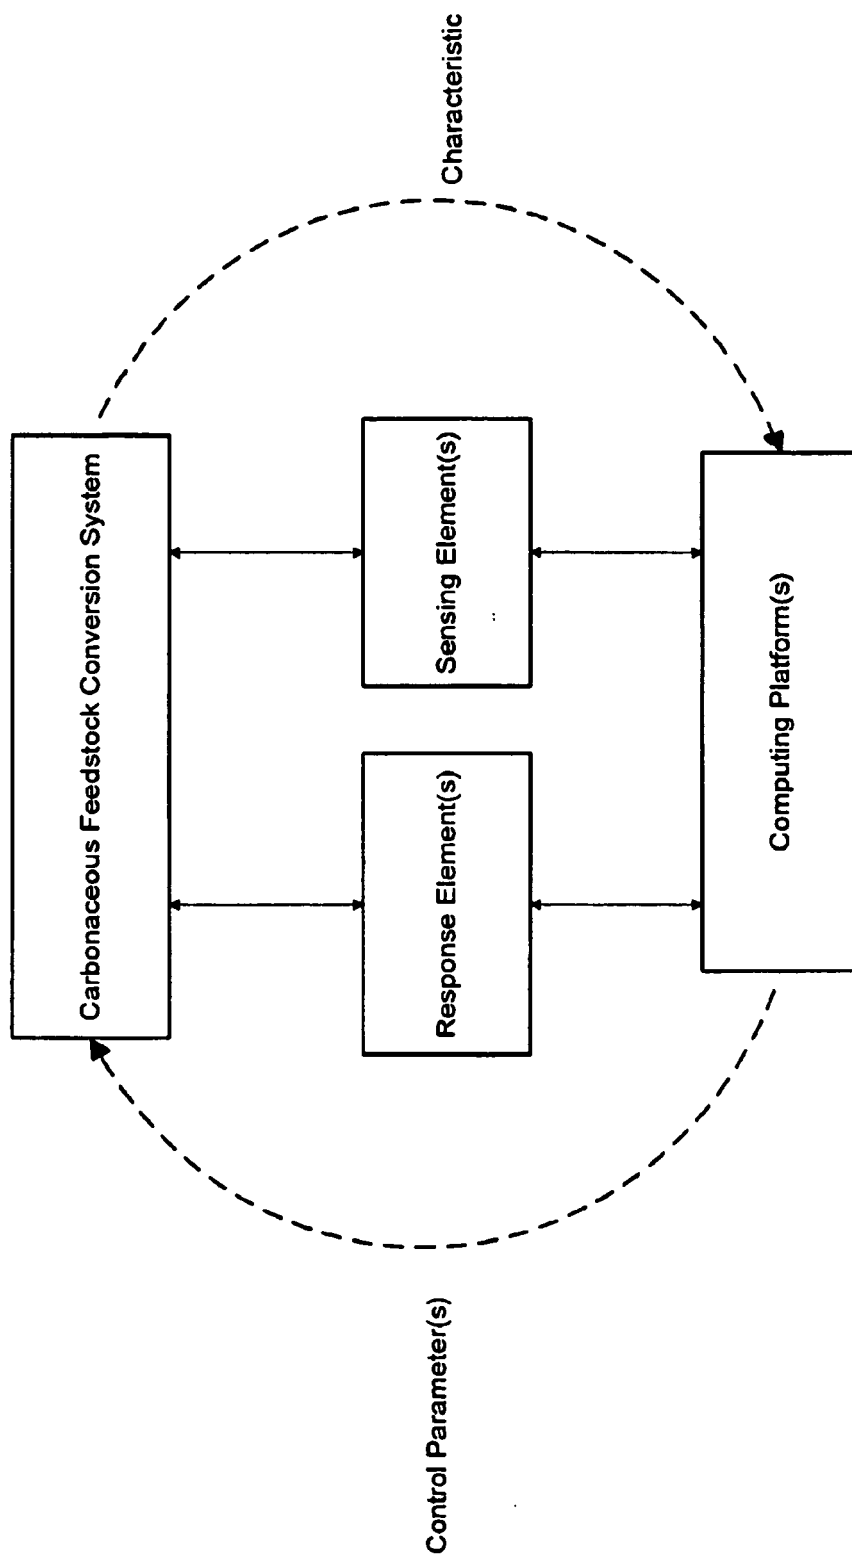 Carbonaceous Feedstock Conversion System
Control Parameter(s)
Response Element(s)
Sensing Element(s)
Characteristic
Computing Platform(s)